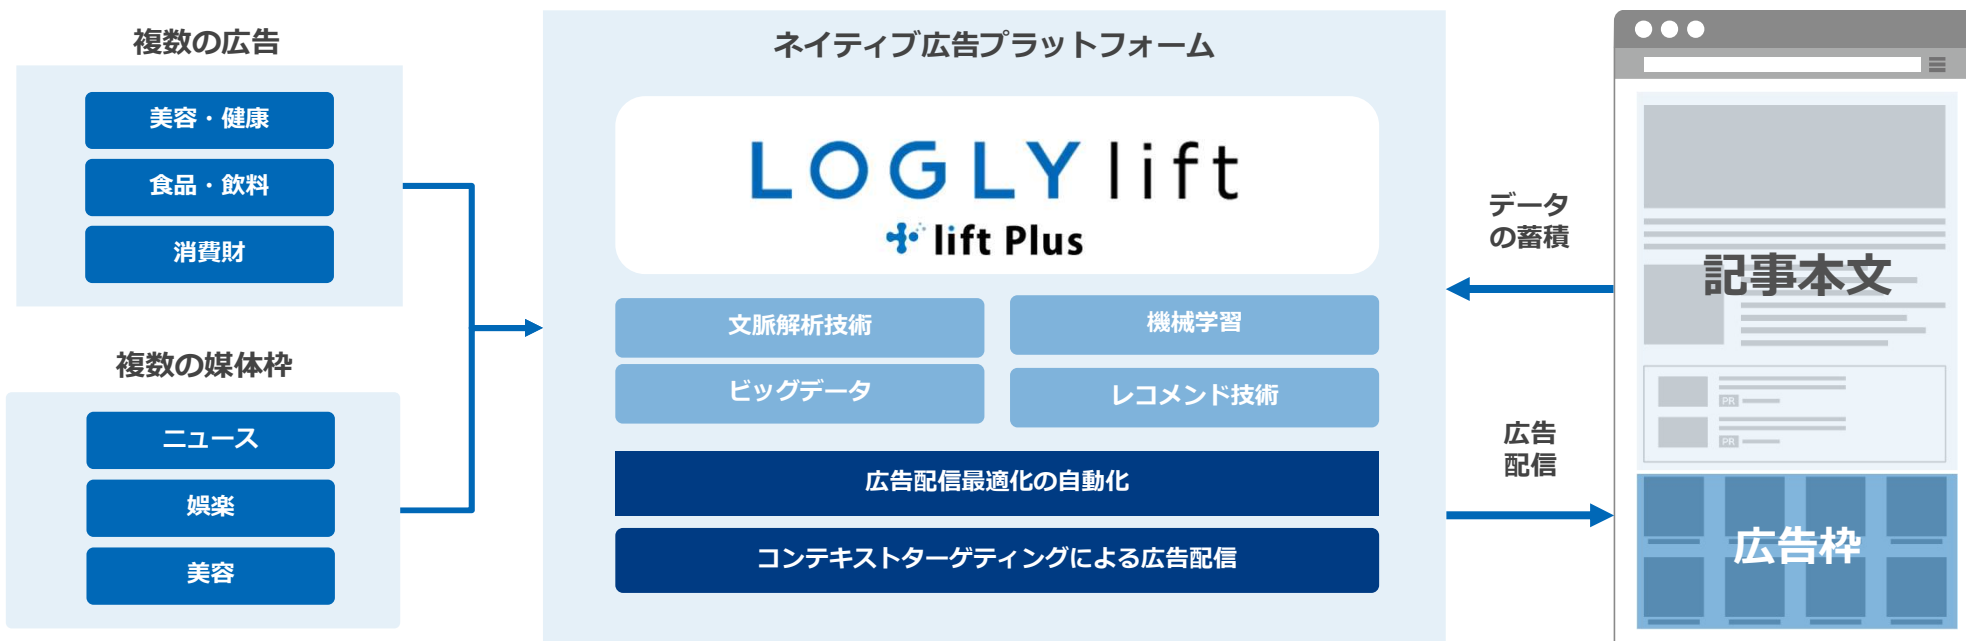 複数の広告
美容・健康
食品・飲料
消費財
複数の媒体枠
ニュース
娯楽
美容
ネイティブ広告プラットフォーム
LOGLY lift
lift Plus
文脈解析技術
機械学習
ビッグデータ
レコメンド技術
広告配信最適化の自動化
コンテキストターゲティングによる広告配信
データ
の蓄積
広告
配信
記事本文
PR
PR
広告枠